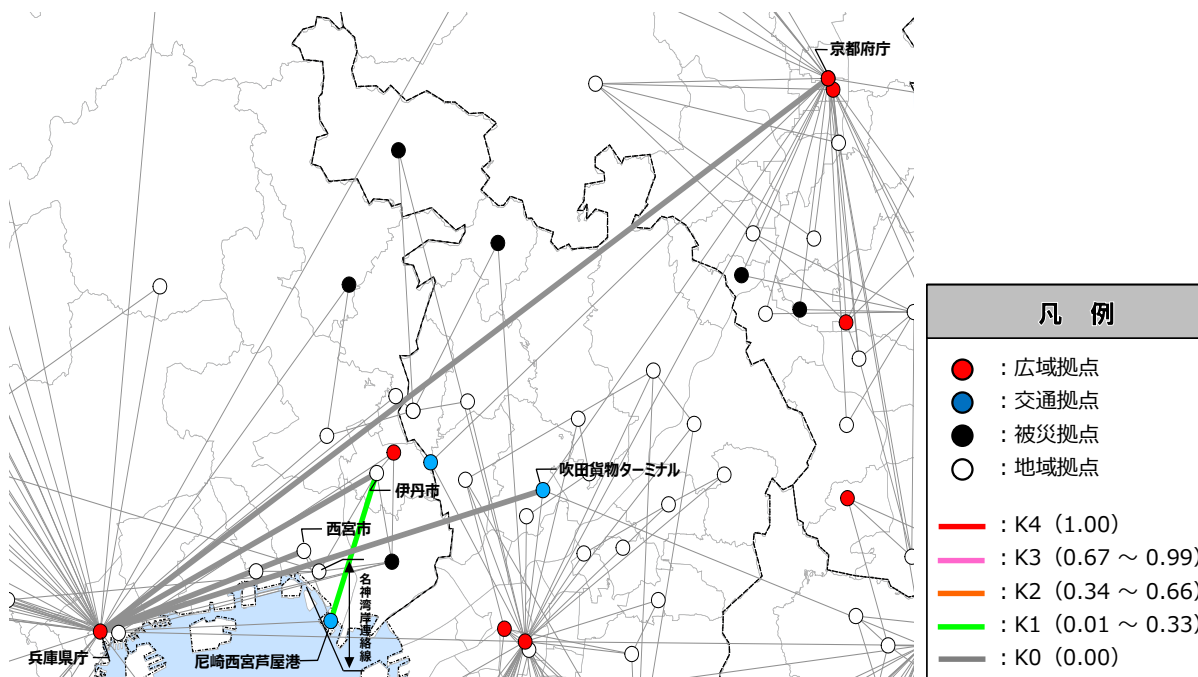 京都府庁
吹田貨物ターミナル
伊丹市
西宮市
名神湾岸連絡線
尼崎西宮芦屋港
兵庫県庁
凡 例
：広域拠点
：交通拠点
：被災拠点
：地域拠点
：K4（1.00）
：K3（0.67 ～ 0.99）
：K2（0.34 ～ 0.66）
：K1（0.01 ～ 0.33）
：K0（0.00）